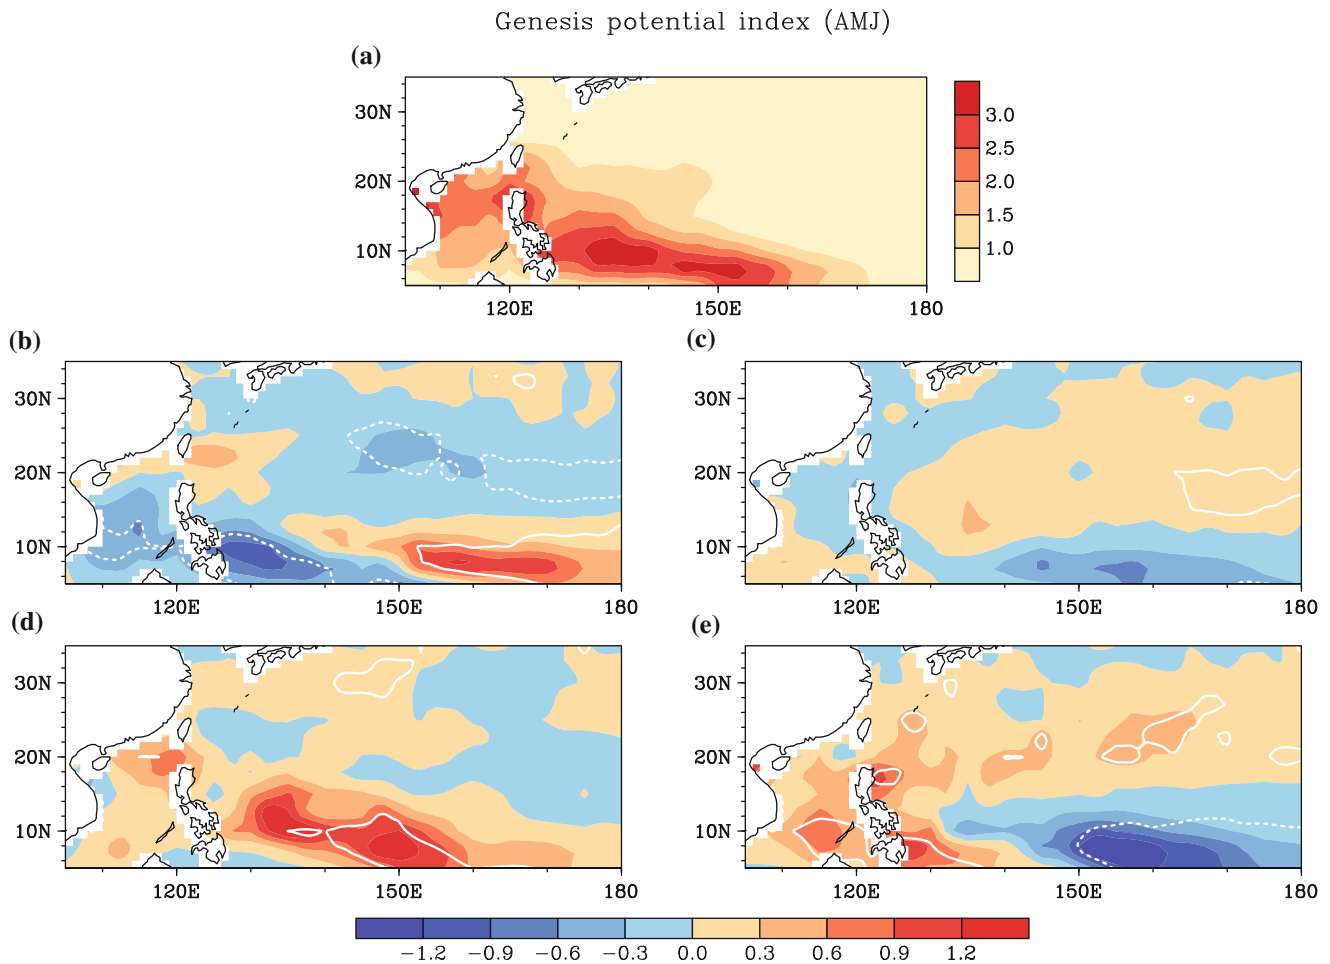 Genesis potential index (AMJ)
(a)
30N
20N
10N
120E 150E 180
3.0
2.5
2.0
1.5
1.0
(b)
30N
20N
10N
120E 150E 180
(c)
30N
20N
10N
120E 150E 180
(d)
30N
20N
10N
120E 150E 180
(e)
30N
20N
10N
120E 150E 180
−1.2 −0.9 −0.6 −0.3 0.0 0.3 0.6 0.9 1.2